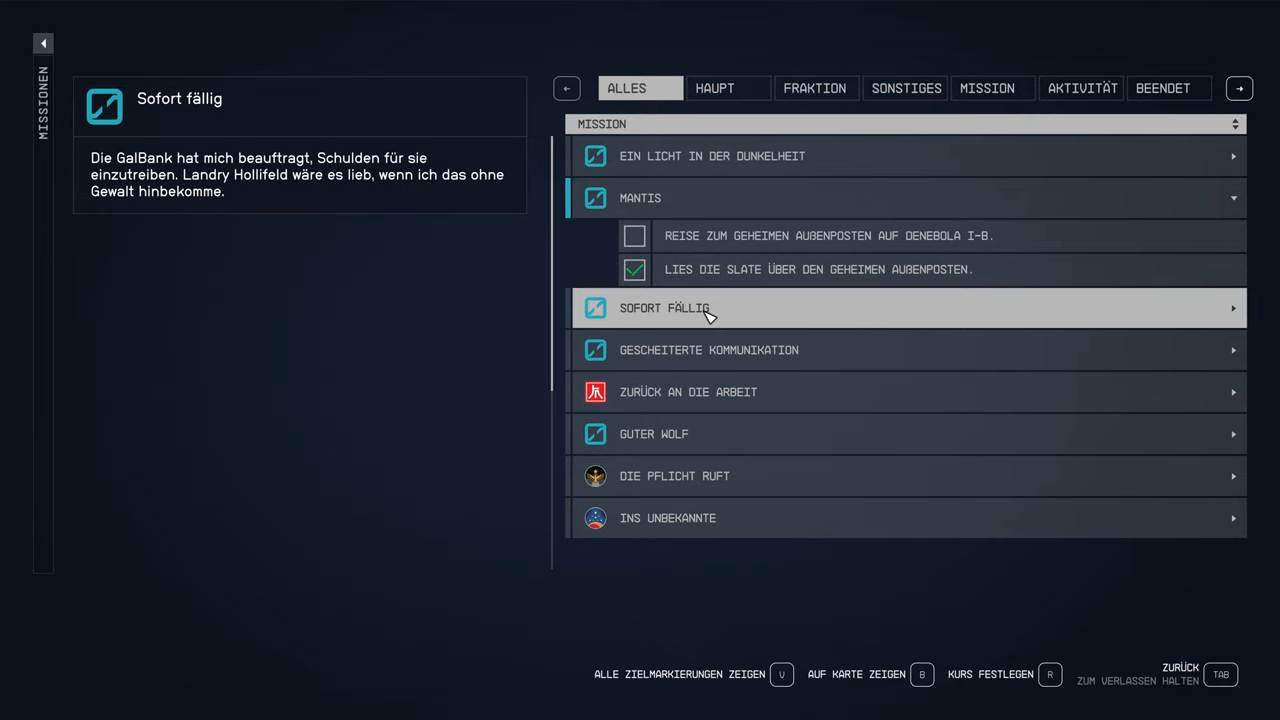 MISSIONEN
Sofort fällig
Die GalBank hat mich beauftragt, Schulden für sie
einzutreiben. Landry Hollifeld wäre es lieb, wenn ich das ohne
Gewalt hinbekomme.
ALLES HAUPT FRAKTION SONSTIGES MISSION AKTIVITÄT BEENDET
MISSION
EIN LICHT IN DER DUNKELHEIT
MANTIS
REISE ZUM GEHEIMEN AUẞENPOSTEN AUF DENEBOLA I-B.
LIES DIE SLATE ÜBER DEN GEHEIMEN AUẞENPOSTEN.
SOFORT FÄLLIG
GESCHEITERTE KOMMUNIKATION
ZURÜCK AN DIE ARBEIT
GUTER WOLF
DIE PFLICHT RUFT
INS UNBEKANNTE
ALLE ZIELMARKIERUNGEN ZEIGEN V AUF KARTE ZEIGEN B KURS FESTLEGEN R ZURÜCK TAB
ZUM VERLASSEN HALTEN